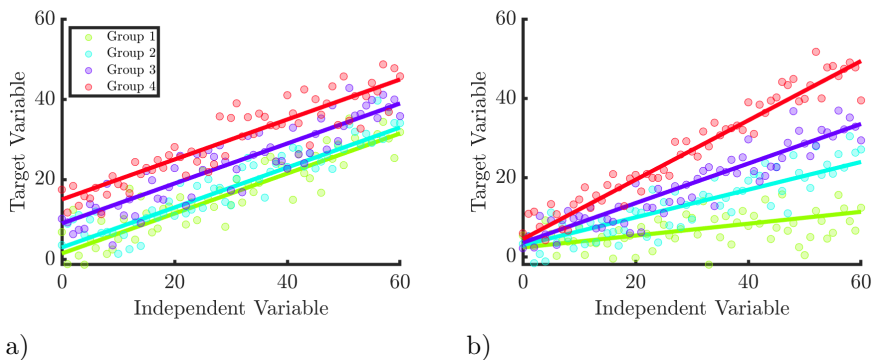 60
40
20
0
Target Variable
Group 1
Group 2
Group 3
Group 4
0 20 40 60
Independent Variable
a)
60
40
20
0
Target Variable
0 20 40 60
Independent Variable
b)